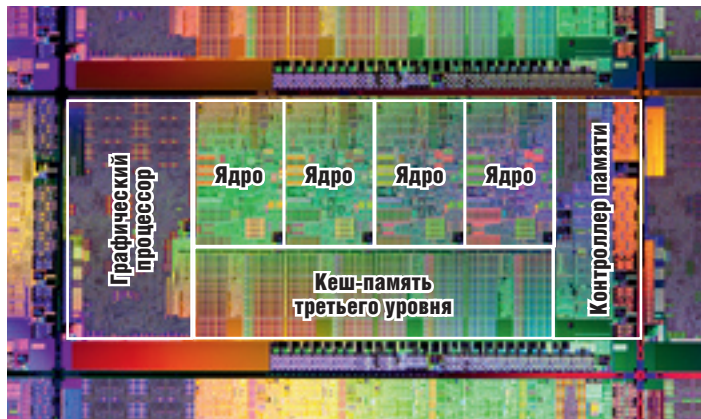 Графический
процессор
Ядро
Ядро
Ядро
Ядро
Кеш-память
третьего уровня
Контроллер памяти